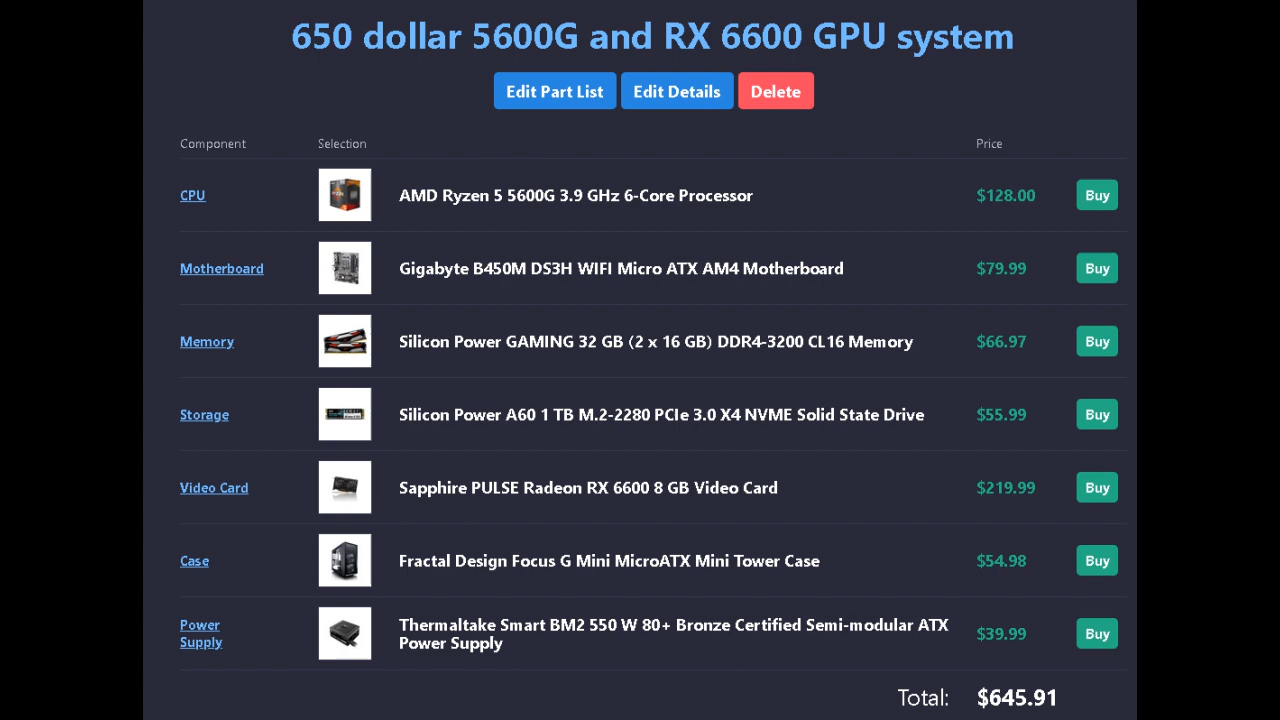 650 dollar 5600G and RX 6600 GPU system
Edit Part List Edit Details Delete
Component Selection Price
CPU AMD Ryzen 5 5600G 3.9 GHz 6-Core Processor $128.00 Buy
Motherboard Gigabyte B450M DS3H WIFI Micro ATX AM4 Motherboard $79.99 Buy
Memory Silicon Power GAMING 32 GB (2 x 16 GB) DDR4-3200 CL16 Memory $66.97 Buy
Storage Silicon Power A60 1 TB M.2-2280 PCIe 3.0 X4 NVME Solid State Drive $55.99 Buy
Video Card Sapphire PULSE Radeon RX 6600 8 GB Video Card $219.99 Buy
Case Fractal Design Focus G Mini MicroATX Mini Tower Case $54.98 Buy
Power Thermaltake Smart BM2 550 W 80+ Bronze Certified Semi-modular ATX $39.99 Buy
Supply Power Supply
Total: $645.91